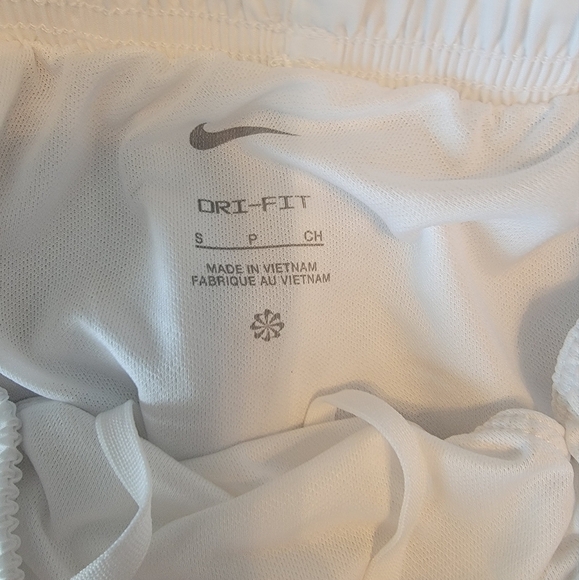 DRI-FIT
S P CH
MADE IN VIETNAM
FABRIQUE AU VIETNAM